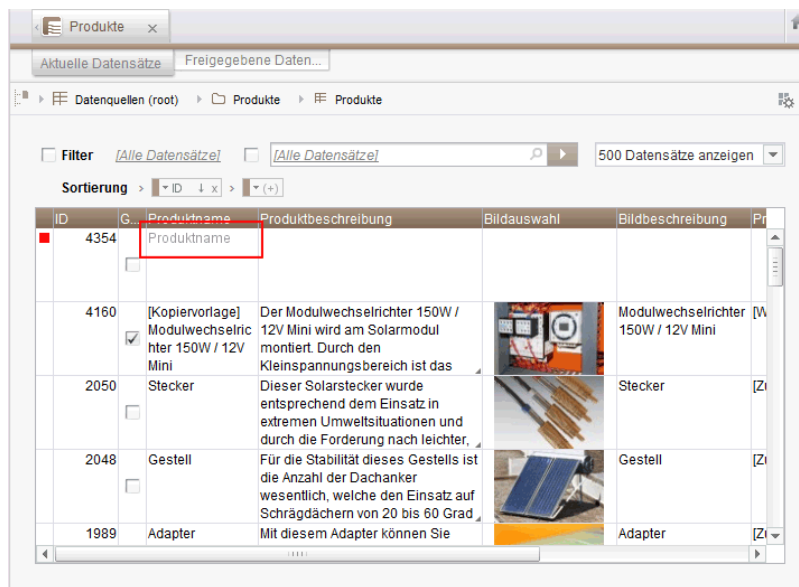 Produkte x
Aktuelle Datensätze Freigegebene Daten...
Datenquellen (root) Produkte Produkte
Filter [Alle Datensätze] [Alle Datensätze] 500 Datensätze anzeigen
Sortierung > ID ↓ x > (+)
ID G... Produktname Produktbeschreibung Bildauswahl Bildbeschreibung Pr
4354 Produktname
4160 [Kopiervorlage] Der Modulwechselrichter 150W / Modulwechselrichter [W
Modulwechselric 12V Mini wird am Solarmodul 150W / 12V Mini
hter 150W / 12V montiert. Durch den
Mini Kleinspannungsbereich ist das
2050 Stecker Dieser Solarstecker wurde Stecker [Zu
entsprechend dem Einsatz in
extremen Umweltsituationen und
durch die Forderung nach leichter,
2048 Gestell Für die Stabilität dieses Gestells ist Gestell [Zu
die Anzahl der Dachanker
wesentlich, welche den Einsatz auf
Schrägdächern von 20 bis 60 Grad
1989 Adapter Mit diesem Adapter können Sie Adapter [Zu